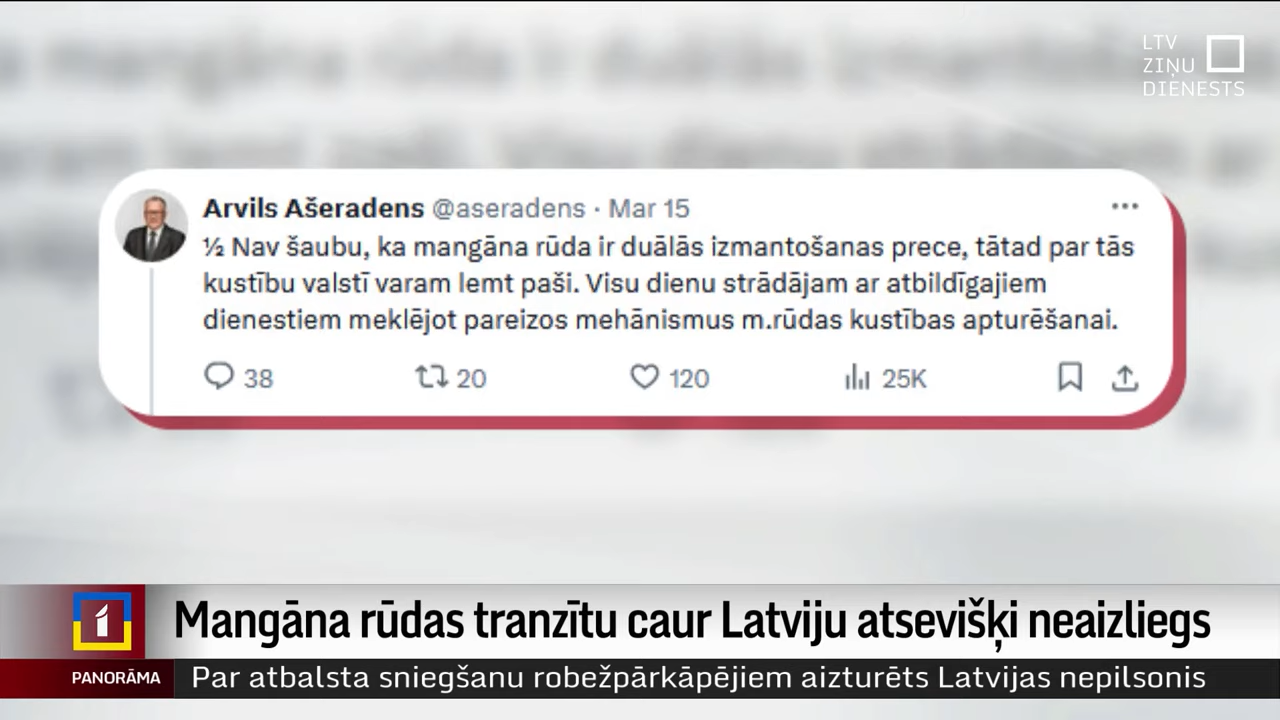 LTV
ZIŅU
DIENESTS
Arvils Ašeradens @aseradens · Mar 15
½ Nav šaubu, ka mangāna rūda ir duālās izmantošanas prece, tātad par tās
kustību valstī varam lemt paši. Visu dienu strādājam ar atbildīgajiem
dienestiem meklējot pareizos mehānismus m.rūdas kustības apturēšanai.
38 20 120 25K
1
Mangāna rūdas tranzītu caur Latviju atsevišķi neaizliegs
PANORĀMA
Par atbalsta sniegšanu robežpārkāpējiem aizturēts Latvijas nepilsonis